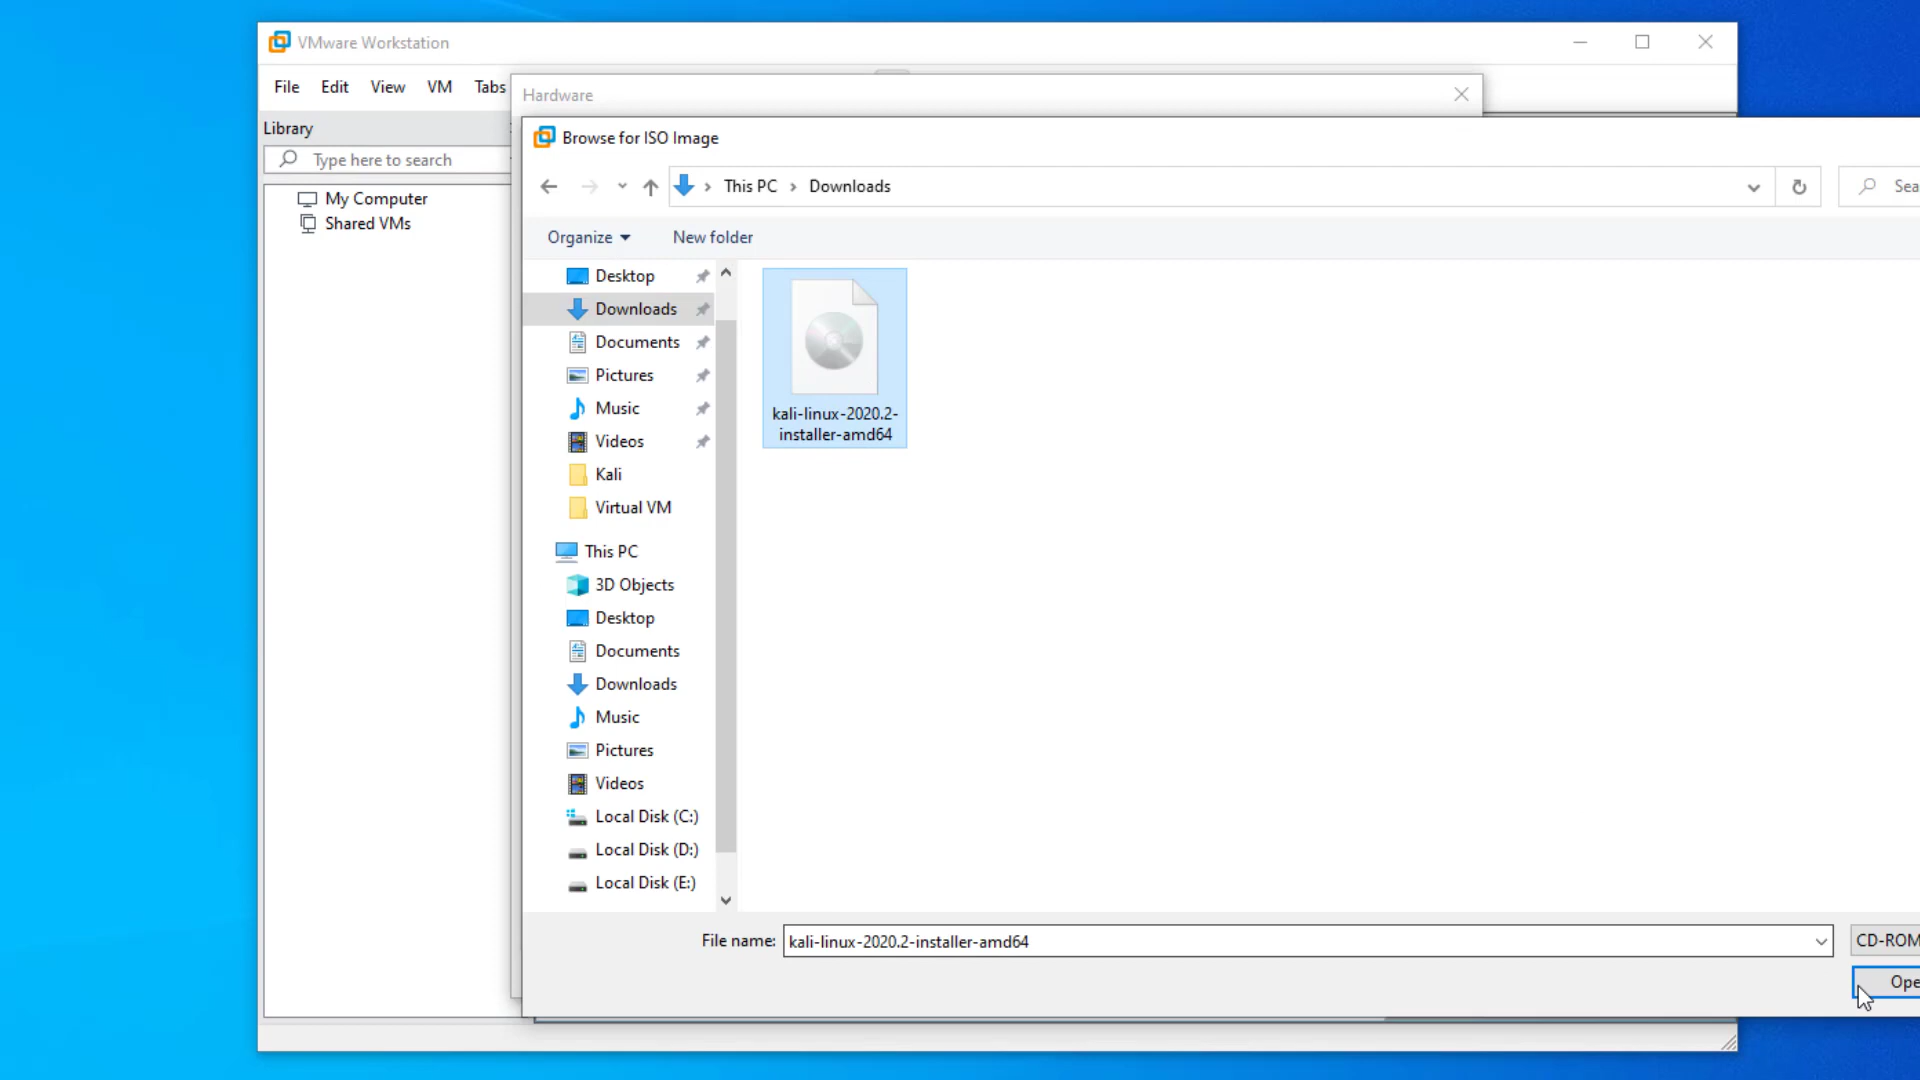 VMware Workstation
File Edit View VM Tabs
Hardware
Library
Type here to search
My Computer
Shared VMs
Browse for ISO Image
This PC Downloads
Sea
Organize New folder
Desktop
Downloads
Documents
Pictures
Music
Videos
Kali
Virtual VM
This PC
3D Objects
Desktop
Documents
Downloads
Music
Pictures
Videos
Local Disk (C:)
Local Disk (D:)
Local Disk (E:)
kali-linux-2020.2-
installer-amd64
File name: kali-linux-2020.2-installer-amd64
CD-ROM
Ope